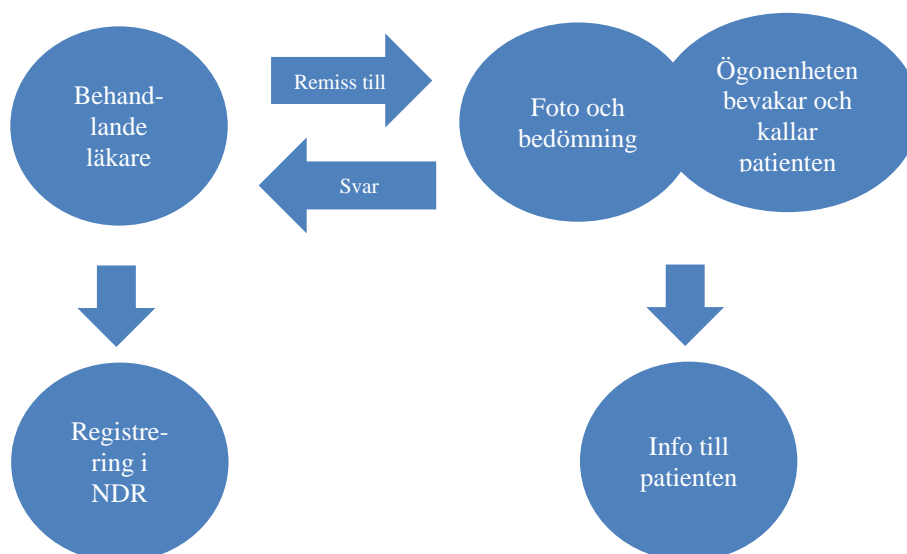 Behand-
lande
läkare
Remiss till
Svar
Foto och
bedömning
Ögonenheten
bevakar och
kallar
patienten
Registre-
ring i
NDR
Info till
patienten